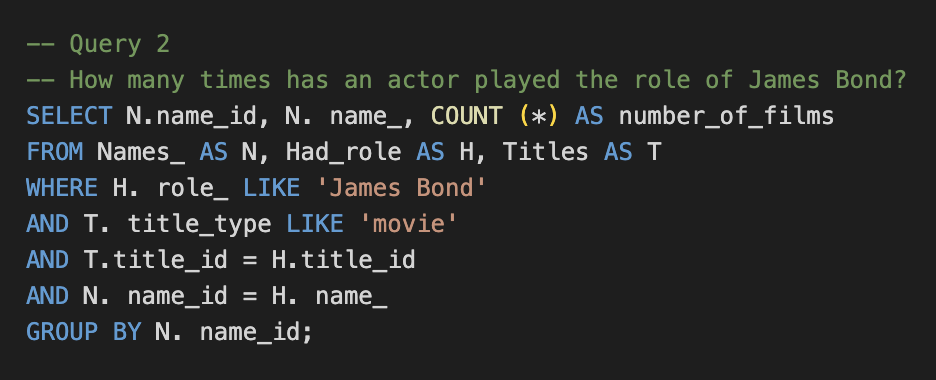 -- Query 2
-- How many times has an actor played the role of James Bond?
SELECT N.name_id, N. name_, COUNT (*) AS number_of_films
FROM Names_ AS N, Had_role AS H, Titles AS T
WHERE H. role_ LIKE 'James Bond'
AND T. title_type LIKE 'movie'
AND T.title_id = H.title_id
AND N. name_id = H. name_
GROUP BY N. name_id;